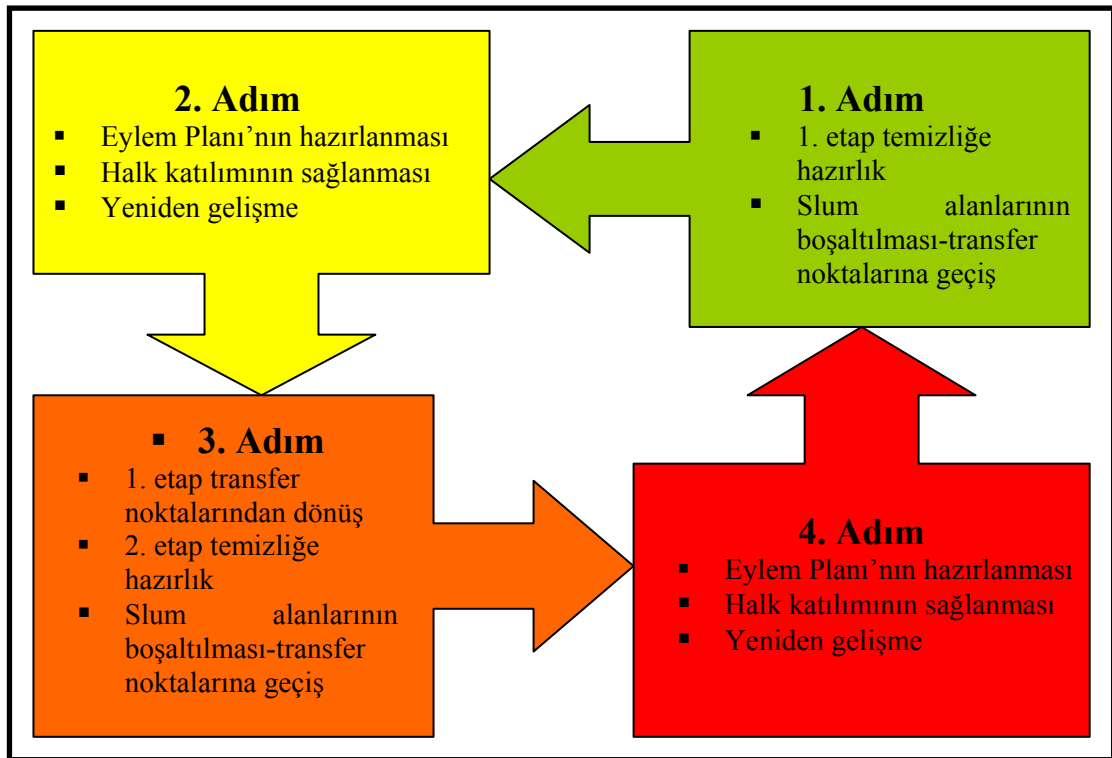 2. Adım
▪ Eylem Planı’nın hazırlanması
▪ Halk katılımının sağlanması
▪ Yeniden gelişme
1. Adım
▪ 1. etap temizliğe
hazırlık
▪ Slum alanlarının
boşaltılması-transfer
noktalarına geçiş
▪ 3. Adım
▪ 1. etap transfer
noktalarından dönüş
▪ 2. etap temizliğe
hazırlık
▪ Slum alanlarının
boşaltılması-transfer
noktalarına geçiş
4. Adım
▪ Eylem Planı’nın hazırlanması
▪ Halk katılımının sağlanması
▪ Yeniden gelişme